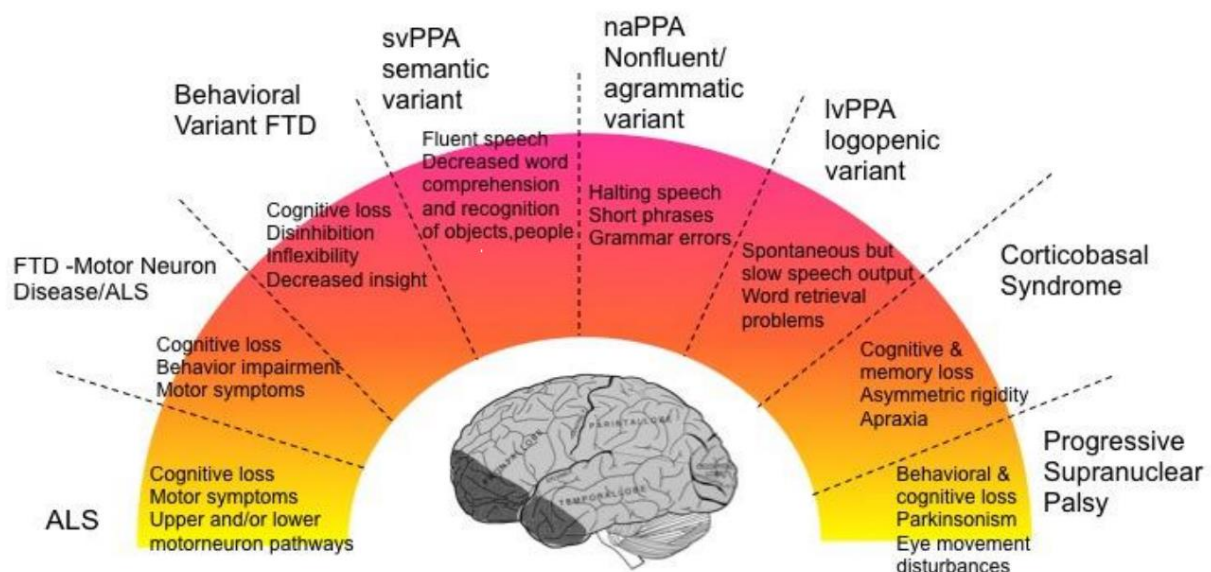 ALS
Cognitive loss
Motor symptoms
Upper and/or lower
motorneuron pathways
FTD -Motor Neuron
Disease/ALS
Cognitive loss
Behavior impairment
Motor symptoms
Behavioral
Variant FTD
Cognitive loss
Disinhibition
Inflexibility
Decreased insight
svPPA
semantic
variant
Fluent speech
Decreased word
comprehension
and recognition
of objects,people
naPPA
Nonfluent/
agrammatic
variant
Halting speech
Short phrases
Grammar errors
lvPPA
logopenic
variant
Spontaneous but
slow speech output
Word retrieval
problems
Corticobasal
Syndrome
Cognitive &
memory loss
Asymmetric rigidity
Apraxia
Progressive
Supranuclear
Palsy
Behavioral &
cognitive loss
Parkinsonism
Eye movement
disturbances
PARINTALLOBE
TEMPORALLOBE